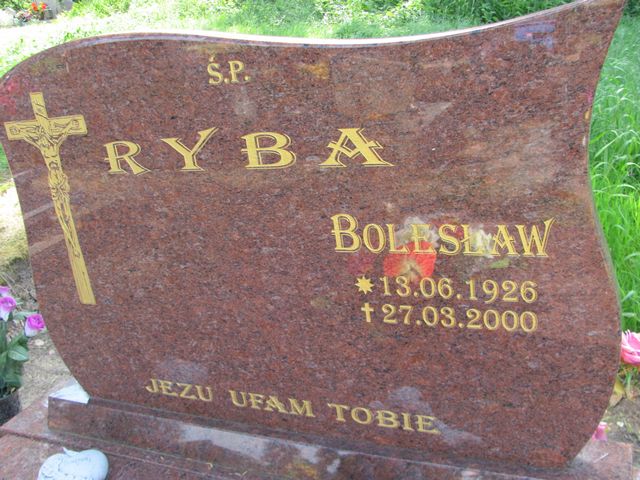 Ś.P.
RYBA
BOLESŁAW
13.06.1926
27.03.2000
JEZU UFAM TOBIE